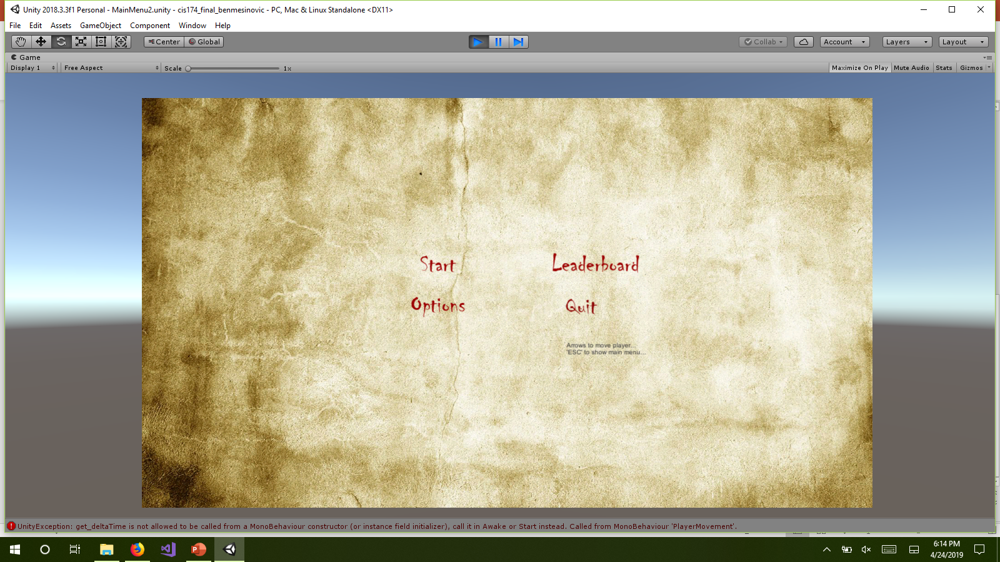 Unity 2018.3.3f1 Personal - MainMenu2.unity - cis174_final_benmesinovic - PC, Mac & Linux Standalone <DX11>
File Edit Assets GameObject Component Window Help
Center Global Collab Account Layers Layout
Game
Display 1 Free Aspect Scale 1x Maximize On Play Mute Audio Stats Gizmos
Start Leaderboard
Options Quit
Arrows to move player...
'ESC' to show main menu...
UnityException: get_deltaTime is not allowed to be called from a MonoBehaviour constructor (or instance field initializer), call it in Awake or Start instead. Called from MonoBehaviour 'PlayerMovement'.
6:14 PM
4/24/2019